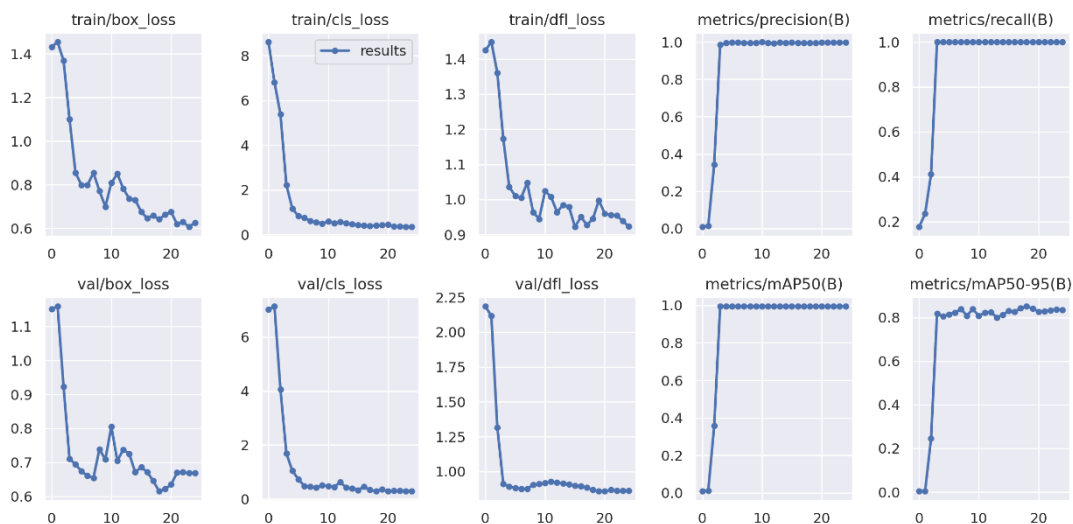 train/box_loss
train/cls_loss
train/dfl_loss
metrics/precision(B)
metrics/recall(B)
results
1.4
1.2
1.0
0.8
0.6
0 10 20
8
6
4
2
0
0 10 20
1.4
1.3
1.2
1.1
1.0
0.9
0 10 20
1.0
0.8
0.6
0.4
0.2
0.0
0 10 20
1.0
0.8
0.6
0.4
0.2
0 10 20
val/box_loss
val/cls_loss
val/dfl_loss
metrics/mAP50(B)
metrics/mAP50-95(B)
1.1
1.0
0.9
0.8
0.7
0.6
0 10 20
6
4
2
0
0 10 20
2.25
2.00
1.75
1.50
1.25
1.00
0 10 20
1.0
0.8
0.6
0.4
0.2
0.0
0 10 20
0.8
0.6
0.4
0.2
0.0
0 10 20